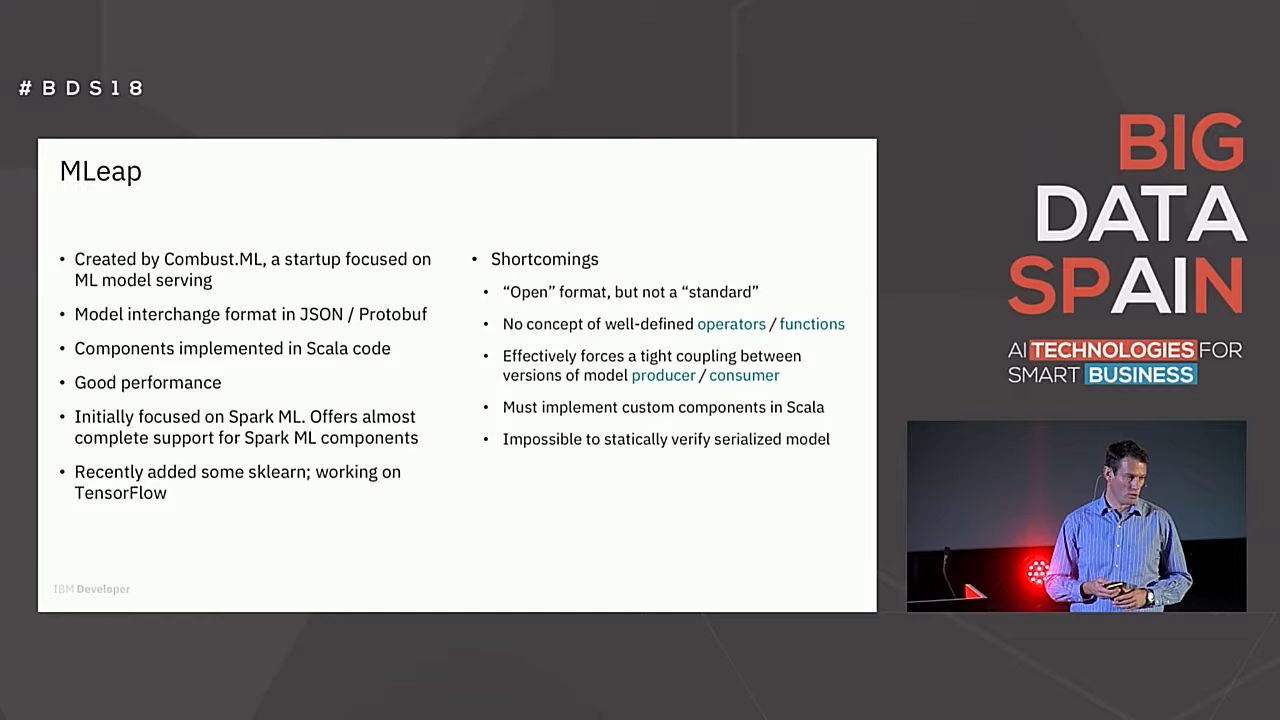 #BDS18
MLeap
• Created by Combust.ML, a startup focused on
ML model serving
• Model interchange format in JSON / Protobuf
• Components implemented in Scala code
• Good performance
• Initially focused on Spark ML. Offers almost
complete support for Spark ML components
• Recently added some sklearn; working on
TensorFlow
• Shortcomings
• “Open” format, but not a “standard”
• No concept of well-defined operators / functions
• Effectively forces a tight coupling between
versions of model producer / consumer
• Must implement custom components in Scala
• Impossible to statically verify serialized model
IBM Developer
BIG
DATA
SPAIN
AI TECHNOLOGIES FOR
SMART BUSINESS